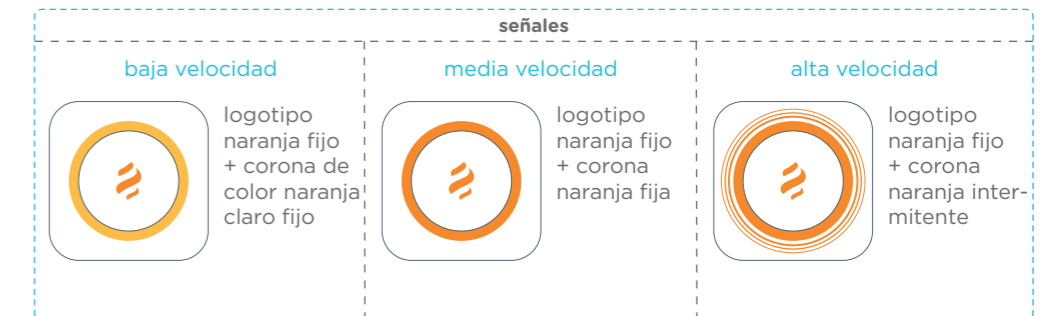 señales
baja velocidad
logotipo
naranja fijo
+ corona de
color naranja
claro fijo
media velocidad
logotipo
naranja fijo
+ corona
naranja fija
alta velocidad
logotipo
naranja fijo
+ corona
naranja inter-
mitente